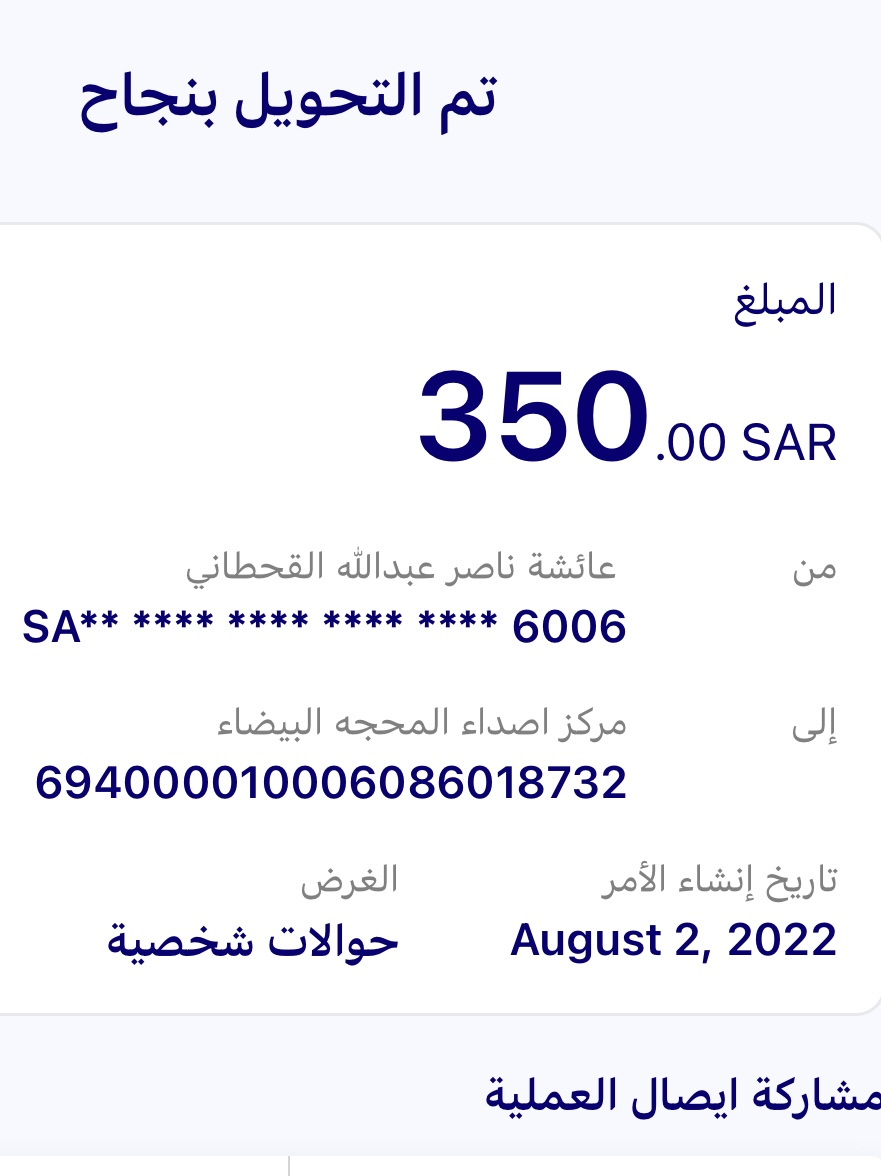 تم التحويل بنجاح
المبلغ
350.00 SAR
من عائشة ناصر عبدالله القحطاني
SA** **** **** **** **** 6006
إلى مركز اصداء المحجه البيضاء
694000010006086018732
تاريخ إنشاء الأمر الغرض
August 2, 2022 حوالات شخصية
مشاركة ايصال العملية